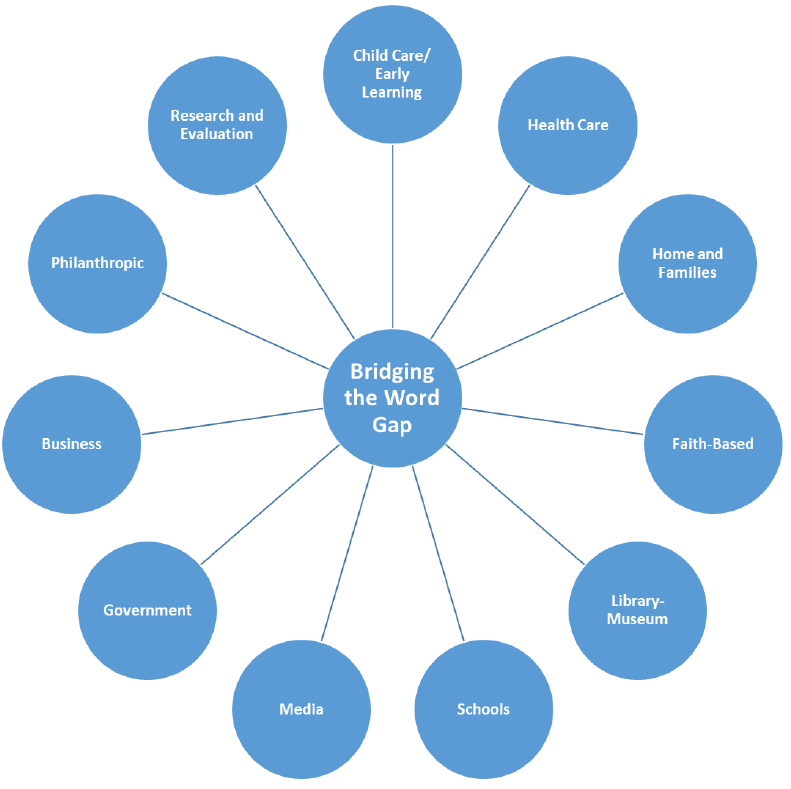 Child Care/
Early
Learning
Health Care
Home and
Families
Faith-Based
Library-
Museum
Schools
Media
Government
Business
Philanthropic
Research and
Evaluation
Bridging
the Word
Gap